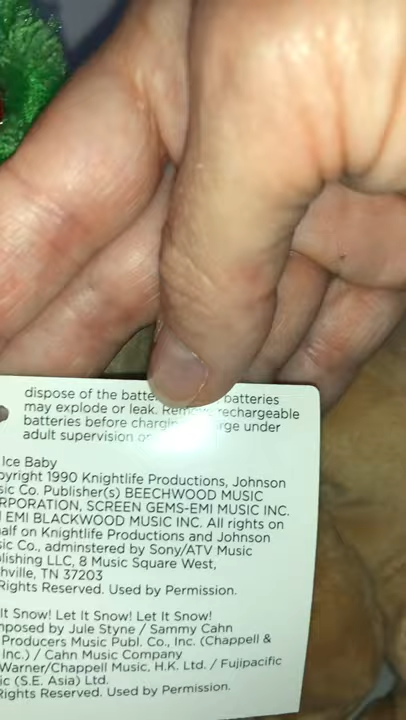 dispose of the batteries
may explode or leak. rechargeable
batteries before under
adult supervision
Ice Baby
pyright 1990 Knightlife Productions, Johnson
sic Co. Publisher(s) BEECHWOOD MUSIC
RPORATION, SCREEN GEMS-EMI MUSIC INC.
EMI BLACKWOOD MUSIC INC. All rights on
alf on Knightlife Productions and Johnson
sic Co., adminstered by Sony/ATV Music
lishing LLC, 8 Music Square West,
hville, TN 37203
Rights Reserved. Used by Permission.
It Snow! Let It Snow! Let It Snow!
mposed by Jule Styne / Sammy Cahn
Producers Music Publ. Co., Inc. (Chappell &
Inc.) / Cahn Music Company
Warner/Chappell Music, H.K. Ltd. / Fujipacific
ic (S.E. Asia) Ltd.
Rights Reserved. Used by Permission.